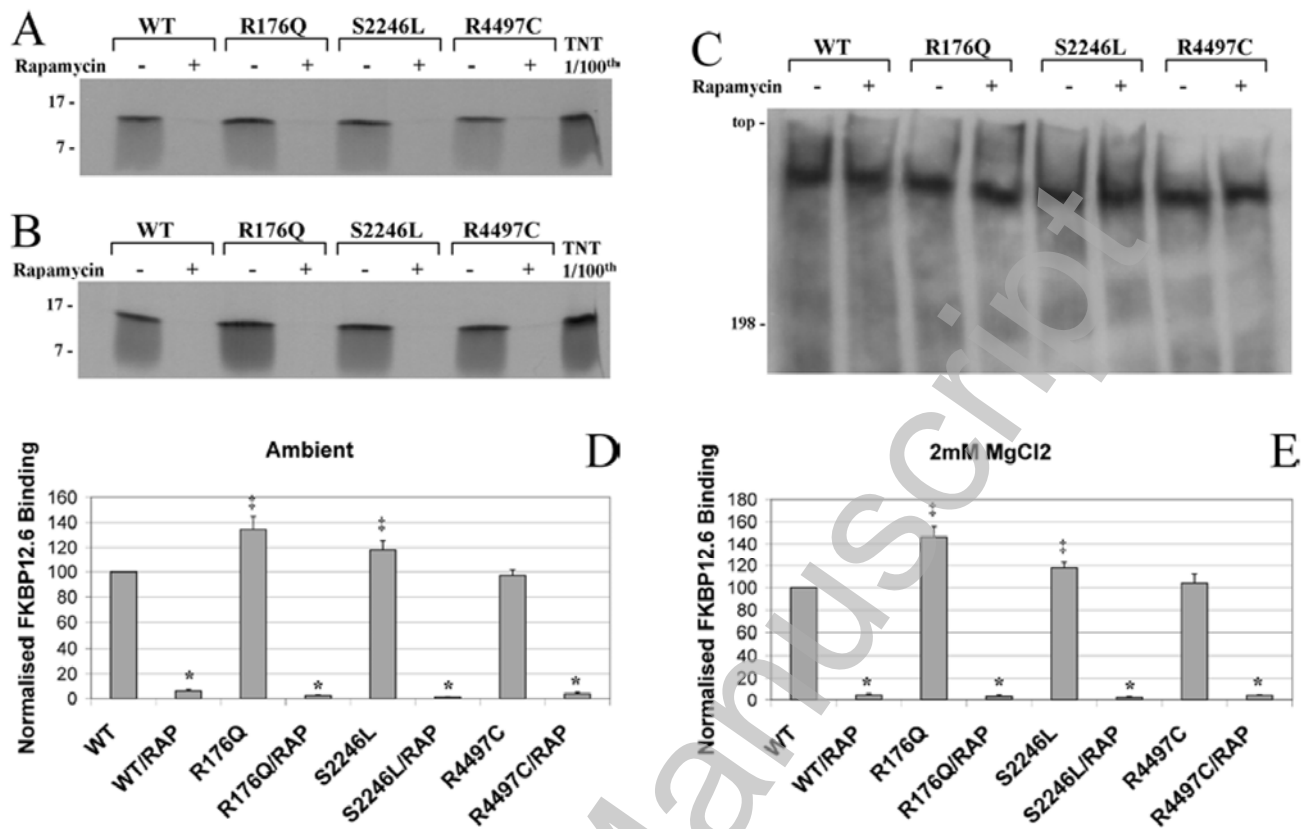 A
WT R176Q S2246L R4497C TNT
Rapamycin - + - + - + - + 1/100th
17 -
7 -
B
WT R176Q S2246L R4497C TNT
Rapamycin - + - + - + - + 1/100th
17 -
7 -
C
WT R176Q S2246L R4497C
Rapamycin - + - + - + - +
top -
198 -
Ambient D
Normalised FKBP12.6 Binding
160
140
120
100
80
60
40
20
0
‡ ‡
* * * *
WT WT/RAP R176Q R176Q/RAP S2246L S2246L/RAP R4497C R4497C/RAP
2mM MgCl2 E
Normalised FKBP12.6 Binding
180
160
140
120
100
80
60
40
20
0
‡ ‡
* * * *
WT WT/RAP R176Q R176Q/RAP S2246L S2246L/RAP R4497C R4497C/RAP
Manuscript